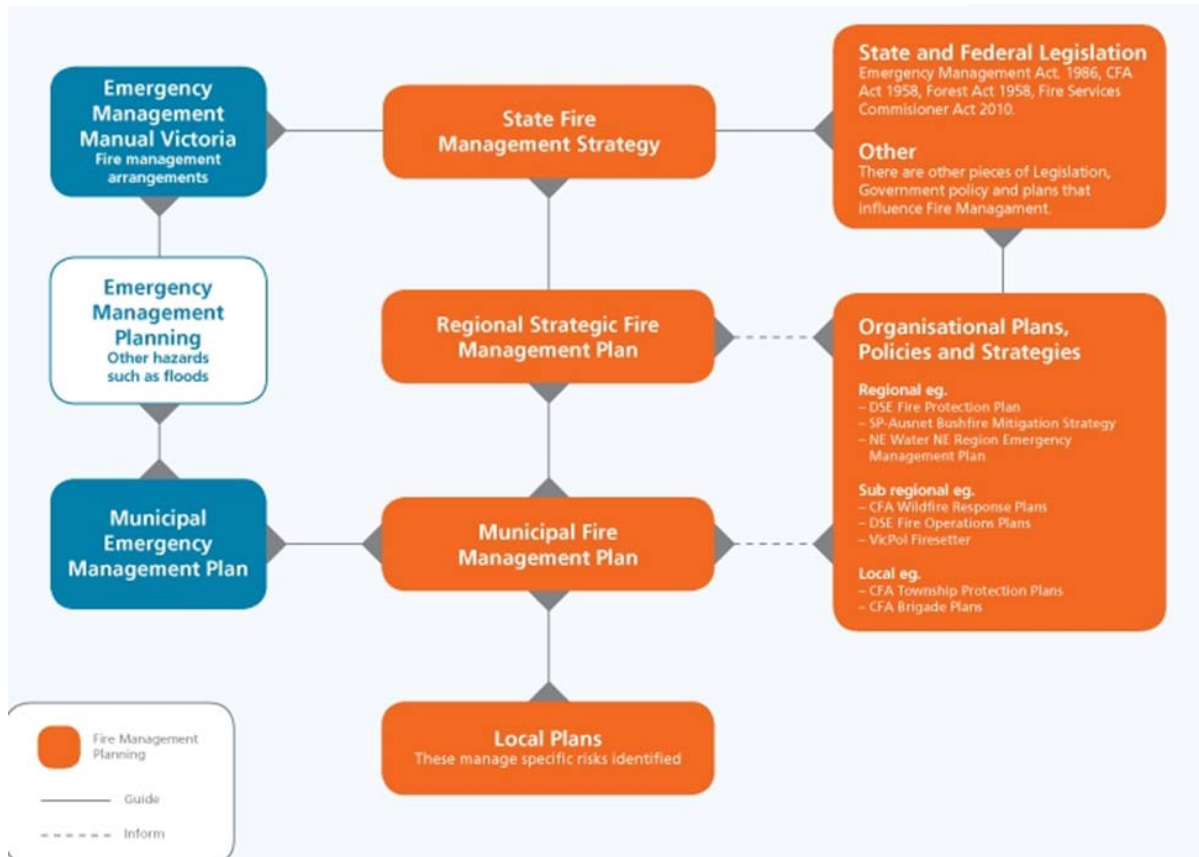 Emergency
Management
Manual Victoria
Fire management
arrangements
State Fire
Management Strategy
State and Federal Legislation
Emergency Management Act. 1986, CFA
Act 1958, Forest Act 1958, Fire Services
Commisioner Act 2010.
Other
There are other pieces of Legislation,
Government policy and plans that
influence Fire Managament.
Emergency
Management
Planning
Other hazards
such as floods
Regional Strategic Fire
Management Plan
Organisational Plans,
Policies and Strategies
Regional eg.
– DSE Fire Protection Plan
– SP-Ausnet Bushfire Mitigation Strategy
– NE Water NE Region Emergency
Management Plan
Sub regional eg.
– CFA Wildfire Response Plans
– DSE Fire Operations Plans
– VicPol Firesetter
Local eg.
– CFA Township Protection Plans
– CFA Brigade Plans
Municipal
Emergency
Management Plan
Municipal Fire
Management Plan
Local Plans
These manage specific risks identified
Fire Management
Planning
Guide
Inform